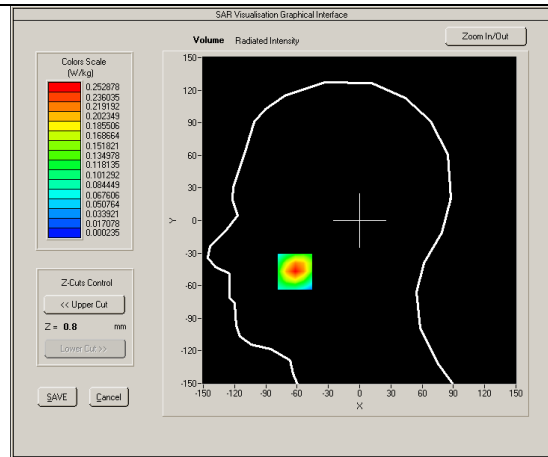 SAR Visualisation Graphical Interface
Volume Radiated Intensity
Zoom In/Out
Colors Scale
(W/kg)
0.252878
0.236035
0.219192
0.202349
0.185506
0.168664
0.151821
0.134978
0.118135
0.101292
0.084449
0.067606
0.050764
0.033921
0.017078
0.000235
Z-Cuts Control
<< Upper Cut
Z = 0.8 mm
Lower Cut >>
SAVE
Cancel
150
120
90
60
30
0
-30
-60
-90
-120
-150
Y
-150 -120 -90 -60 -30 0 30 60 90 120 150
X